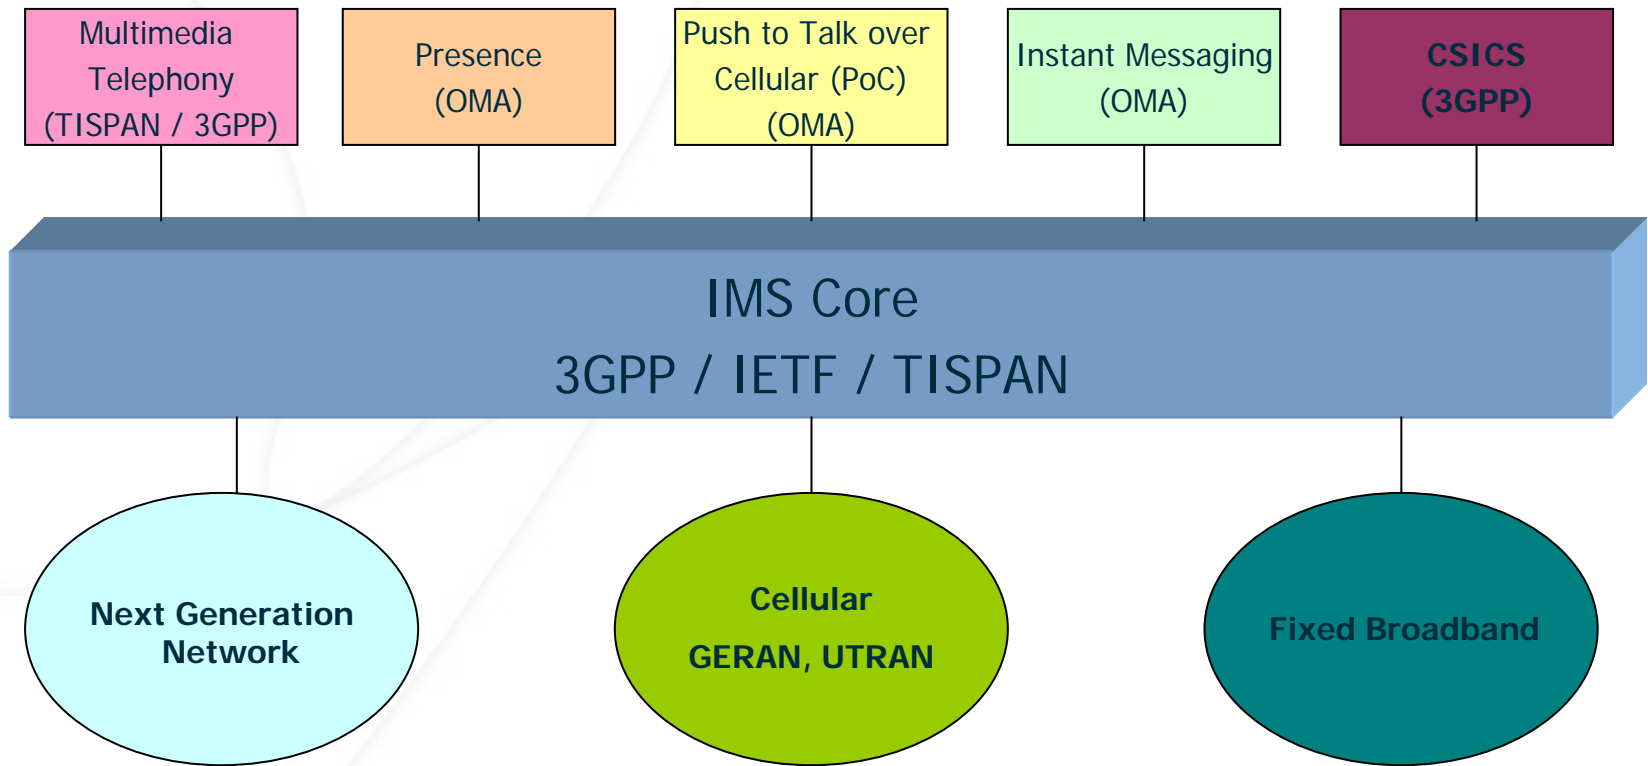 Multimedia
Telephony
(TISPAN / 3GPP)
Presence
(OMA)
Push to Talk over
Cellular (PoC)
(OMA)
Instant Messaging
(OMA)
CSICS
(3GPP)
IMS Core
3GPP / IETF / TISPAN
Next Generation
Network
Cellular
GERAN, UTRAN
Fixed Broadband